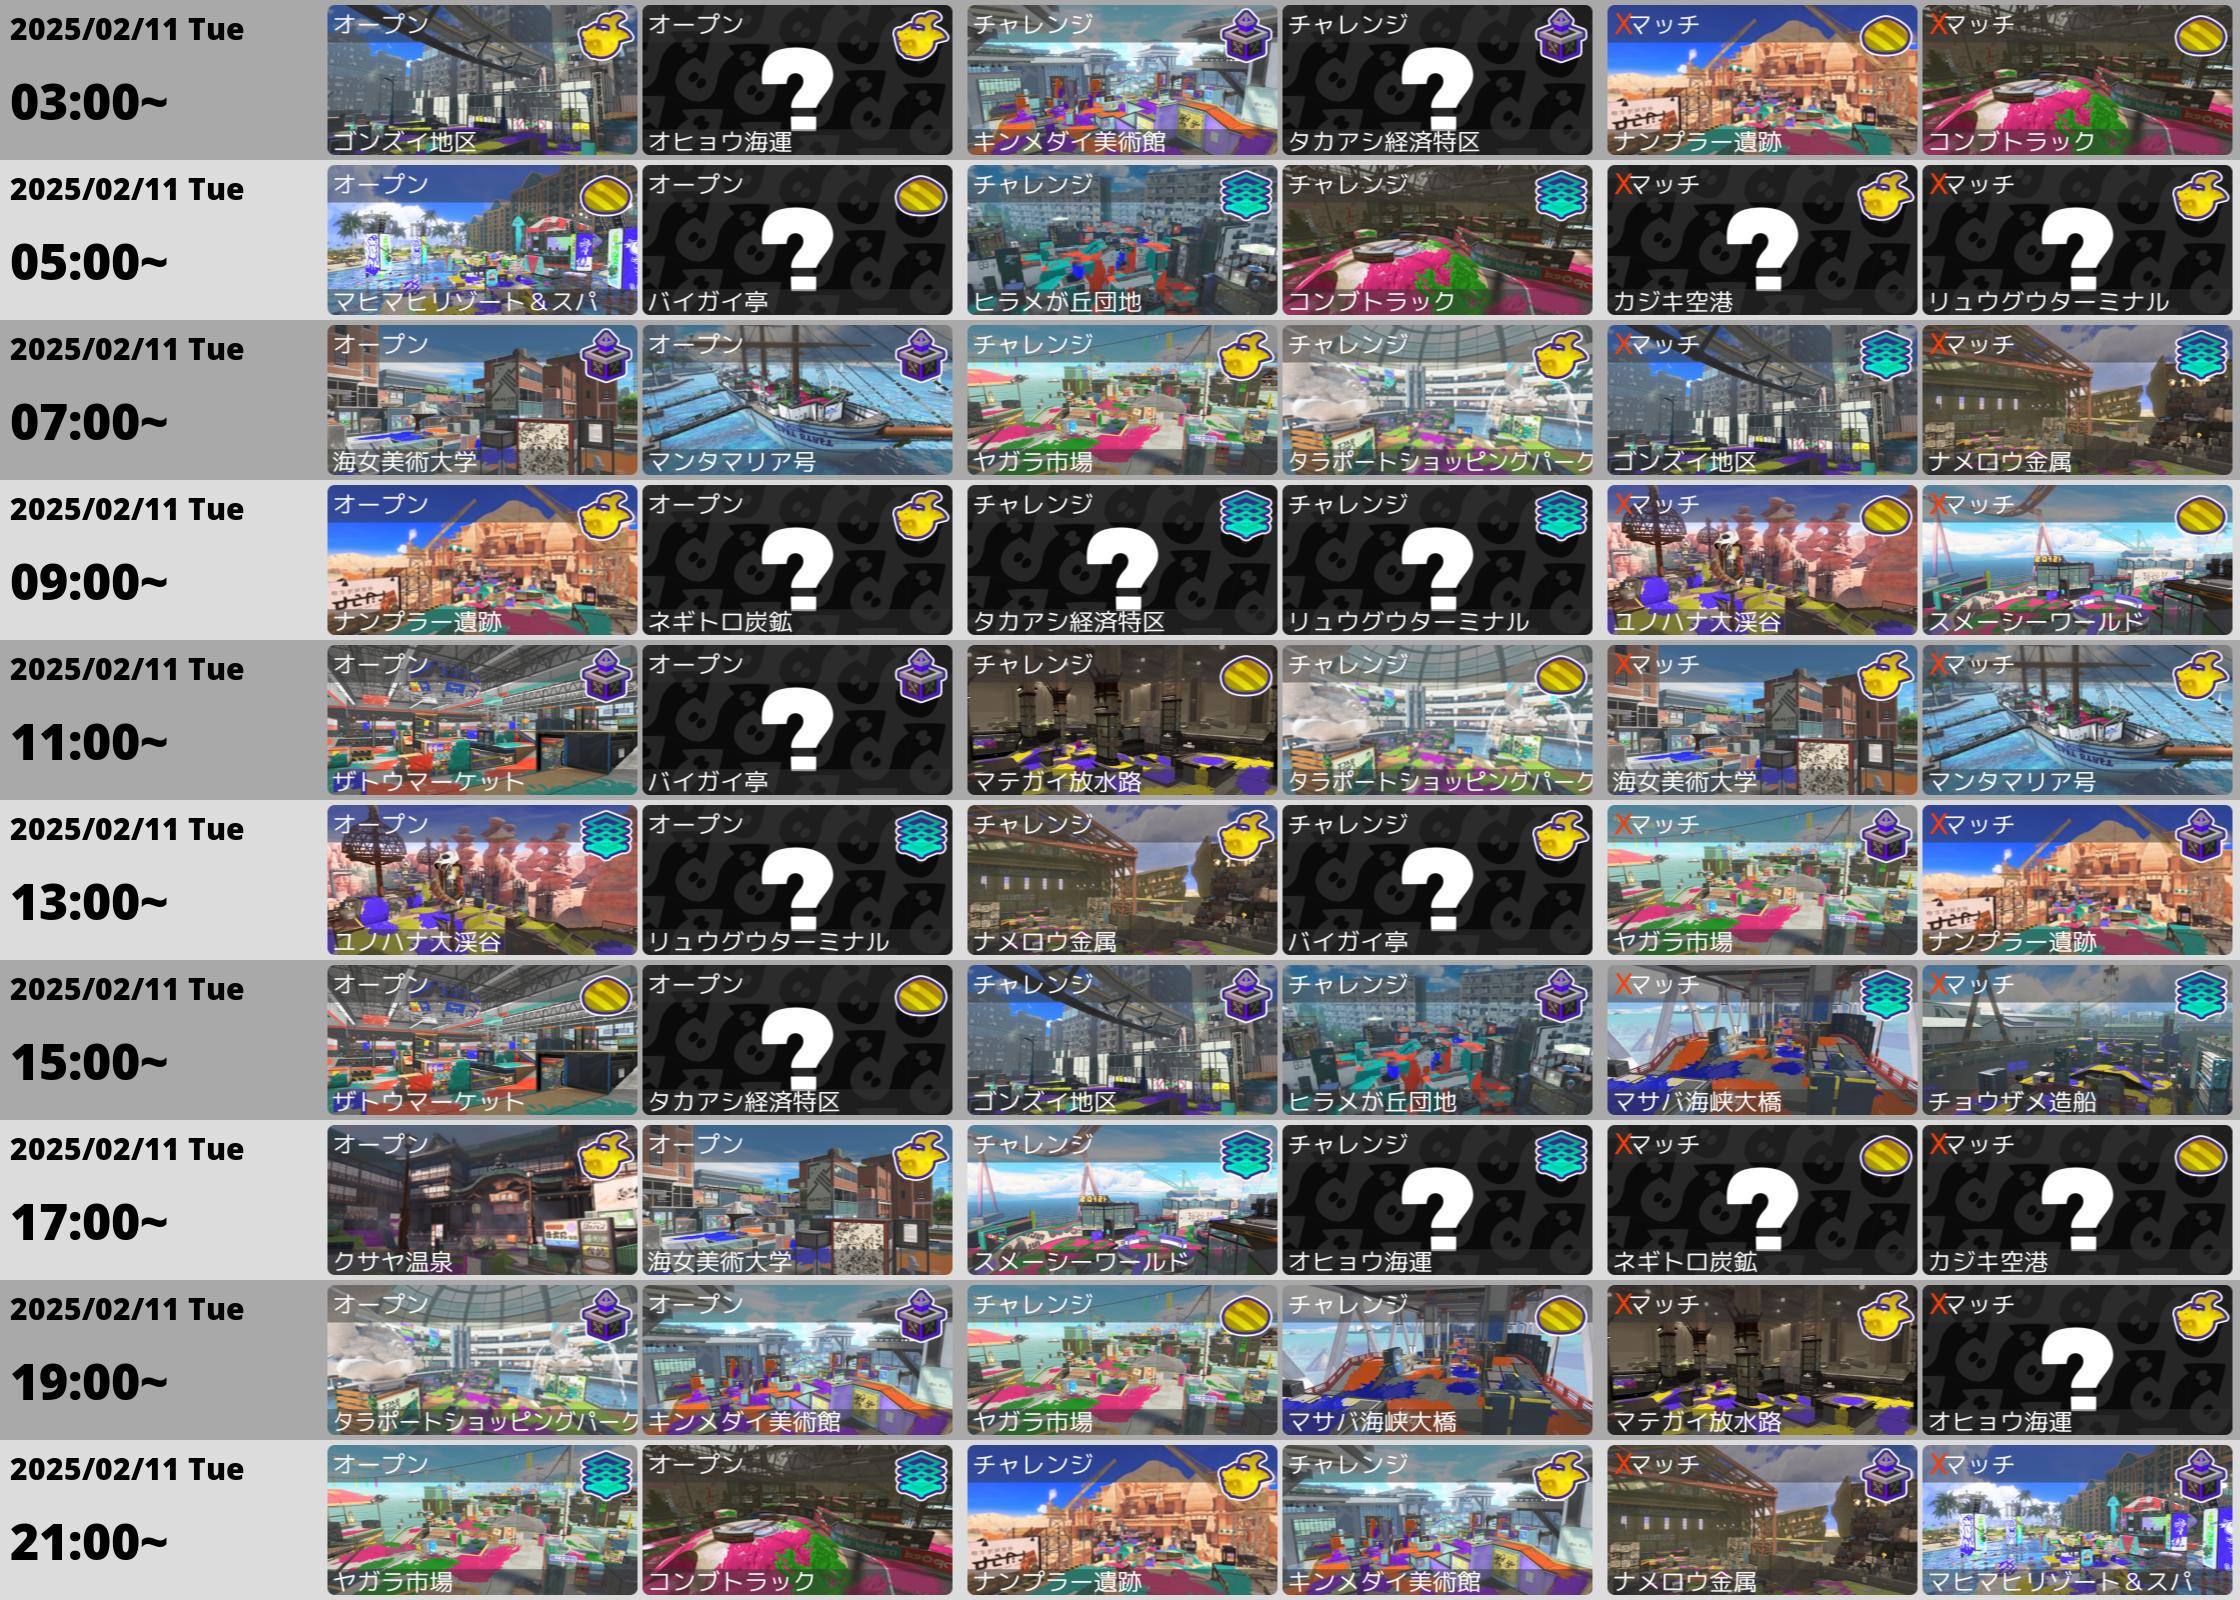 2025/02/11 Tue
03:00~
オープン
ゴンズイ地区
オープン
オヒョウ海運
チャレンジ
キンメダイ美術館
チャレンジ
タカアシ経済特区
Xマッチ
ナンプラー遺跡
Xマッチ
コンブトラック
2025/02/11 Tue
05:00~
オープン
マヒマヒリゾート＆スパ
オープン
バイガイ亭
チャレンジ
ヒラメが丘団地
チャレンジ
コンブトラック
Xマッチ
カジキ空港
Xマッチ
リュウグウターミナル
2025/02/11 Tue
07:00~
オープン
海女美術大学
オープン
マンタマリア号
チャレンジ
ヤガラ市場
チャレンジ
タラポートショッピングパーク
Xマッチ
ゴンズイ地区
Xマッチ
ナメロウ金属
2025/02/11 Tue
09:00~
オープン
ナンプラー遺跡
オープン
ネギトロ炭鉱
チャレンジ
タカアシ経済特区
チャレンジ
リュウグウターミナル
Xマッチ
ユノハナ大渓谷
Xマッチ
スメーシーワールド
2025/02/11 Tue
11:00~
オープン
ザトウマーケット
オープン
バイガイ亭
チャレンジ
マテガイ放水路
チャレンジ
タラポートショッピングパーク
Xマッチ
海女美術大学
Xマッチ
マンタマリア号
2025/02/11 Tue
13:00~
オープン
ユノハナ大渓谷
オープン
リュウグウターミナル
チャレンジ
ナメロウ金属
チャレンジ
バイガイ亭
Xマッチ
ヤガラ市場
Xマッチ
ナンプラー遺跡
2025/02/11 Tue
15:00~
オープン
ザトウマーケット
オープン
タカアシ経済特区
チャレンジ
ゴンズイ地区
チャレンジ
ヒラメが丘団地
Xマッチ
マサバ海峡大橋
Xマッチ
チョウザメ造船
2025/02/11 Tue
17:00~
オープン
クサヤ温泉
オープン
海女美術大学
チャレンジ
スメーシーワールド
チャレンジ
オヒョウ海運
Xマッチ
ネギトロ炭鉱
Xマッチ
カジキ空港
2025/02/11 Tue
19:00~
オープン
タラポートショッピングパーク
オープン
キンメダイ美術館
チャレンジ
ヤガラ市場
チャレンジ
マサバ海峡大橋
Xマッチ
マテガイ放水路
Xマッチ
オヒョウ海運
2025/02/11 Tue
21:00~
オープン
ヤガラ市場
オープン
コンブトラック
チャレンジ
ナンプラー遺跡
チャレンジ
キンメダイ美術館
Xマッチ
ナメロウ金属
Xマッチ
マヒマヒリゾート＆スパ